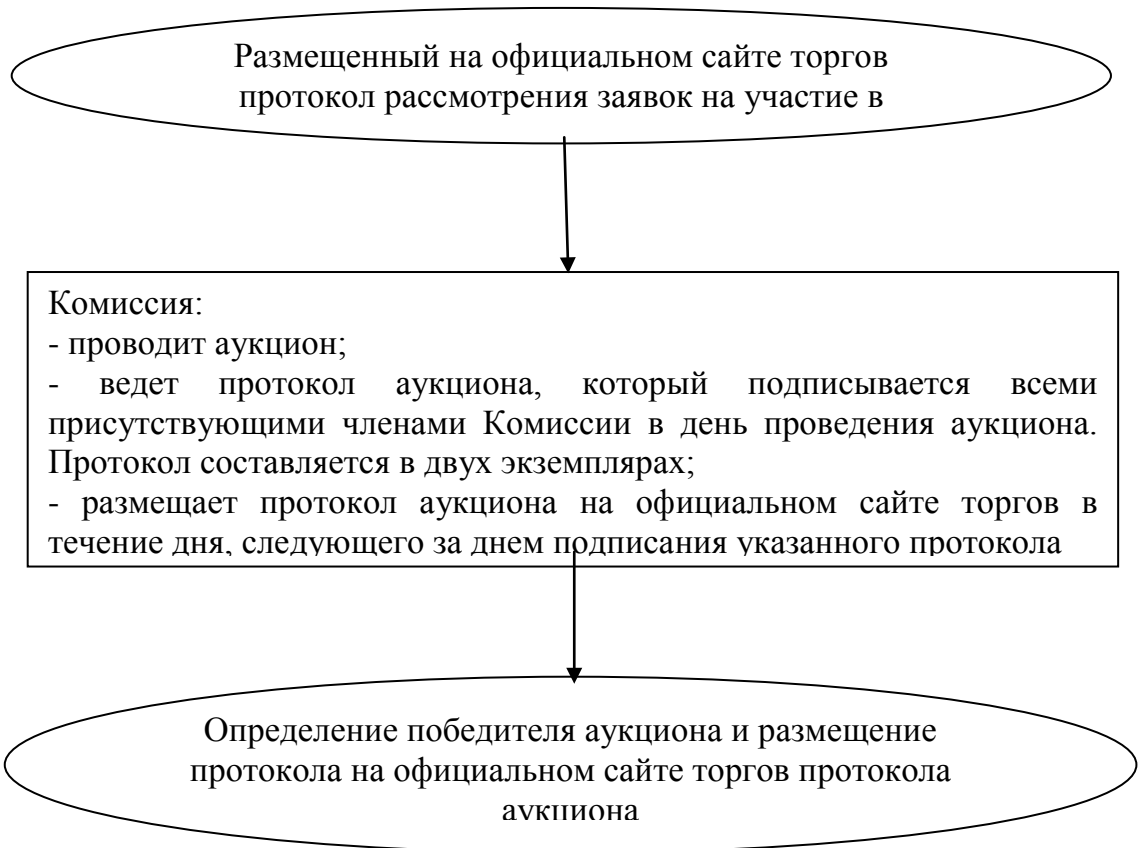 Размещенный на официальном сайте торгов
протокол рассмотрения заявок на участие в
Комиссия:
- проводит аукцион;
- ведет протокол аукциона, который подписывается всеми
присутствующими членами Комиссии в день проведения аукциона.
Протокол составляется в двух экземплярах;
- размещает протокол аукциона на официальном сайте торгов в
течение дня, следующего за днем подписания указанного протокола
Определение победителя аукциона и размещение
протокола на официальном сайте торгов протокола
аукциона